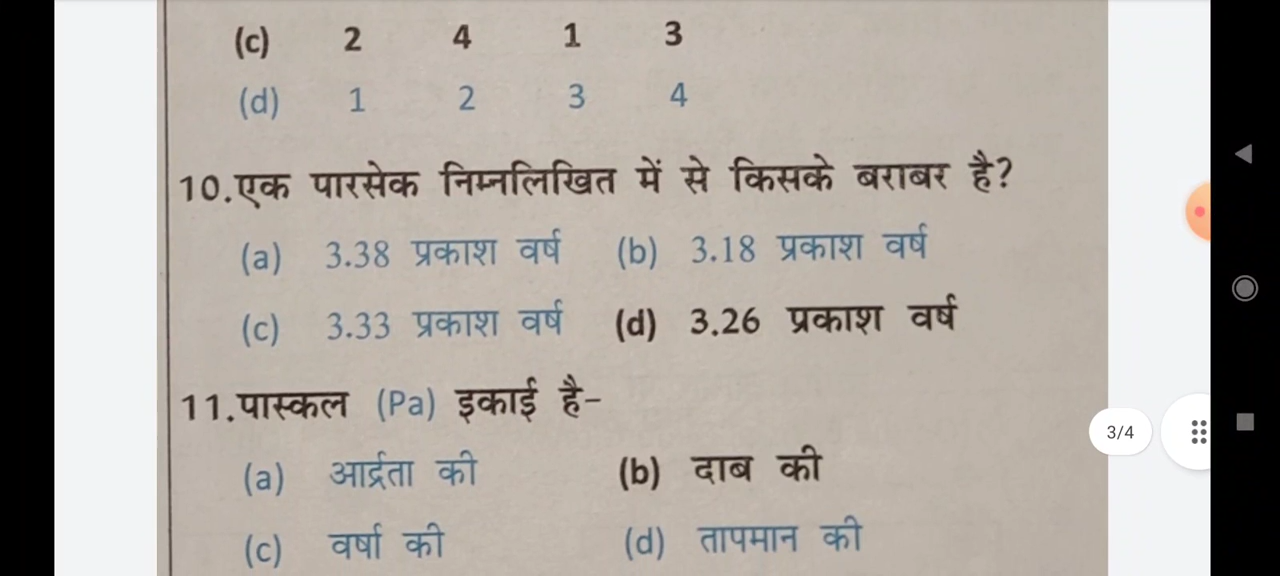 (c) 2 4 1 3
(d) 1 2 3 4
10.एक पारसेक निम्नलिखित में से किसके बराबर है?
(a) 3.38 प्रकाश वर्ष (b) 3.18 प्रकाश वर्ष
(c) 3.33 प्रकाश वर्ष (d) 3.26 प्रकाश वर्ष
11.पास्कल (Pa) इकाई है-
(a) आर्द्रता की (b) दाब की
3/4
(c) वर्षा की (d) तापमान की